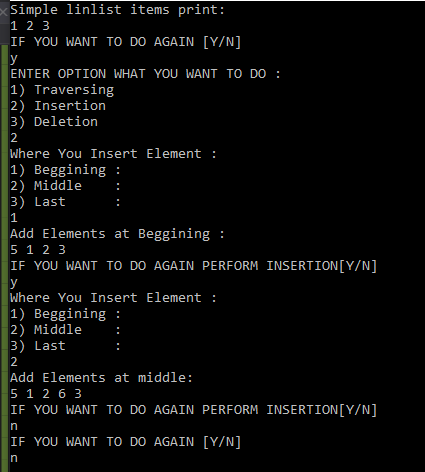 Simple linlist items print:
1 2 3
IF YOU WANT TO DO AGAIN [Y/N]
y
ENTER OPTION WHAT YOU WANT TO DO :
1) Traversing
2) Insertion
3) Deletion
2
Where You Insert Element :
1) Beggining :
2) Middle    :
3) Last      :
1
Add Elements at Beggining :
5 1 2 3
IF YOU WANT TO DO AGAIN PERFORM INSERTION[Y/N]
y
Where You Insert Element :
1) Beggining :
2) Middle    :
3) Last      :
2
Add Elements at middle:
5 1 2 6 3
IF YOU WANT TO DO AGAIN PERFORM INSERTION[Y/N]
n
IF YOU WANT TO DO AGAIN [Y/N]
n